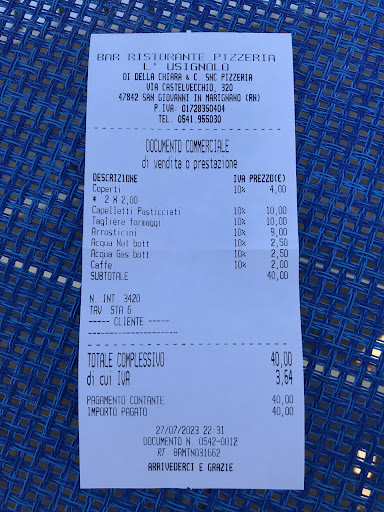 BAR RISTORANTE PIZZERIA
L' USIGNOLO
DI DELLA CHIARA & C. SNC PIZZERIA
VIA CASTELVECCHIO, 320
47842 SAN GIOVANNI IN MARIGNANO (RN)
P.IVA 01728350404
TEL. 0541.955030
DOCUMENTO COMMERCIALE
di vendita o prestazione
DESCRIZIONE IVA PREZZO(€)
Coperti 10% 4,00
* 2 X 2,00
Capelletti Pasticciati 10% 10,00
Tagliere formaggi 10% 10,00
Arrosticini 10% 9,00
Acqua Nat bott 10% 2,50
Acqua Gas bott 10% 2,50
Caffe 10% 2,00
SUBTOTALE 40,00
N INT 3420
TAV STA 6
----- CLIENTE -----
TOTALE COMPLESSIVO 40,00
di cui IVA 3,64
PAGAMENTO CONTANTE 40,00
IMPORTO PAGATO 40,00
27/07/2023 22:31
DOCUMENTO N. 0542-0012
RT 8AMTN031662
ARRIVEDERCI E GRAZIE